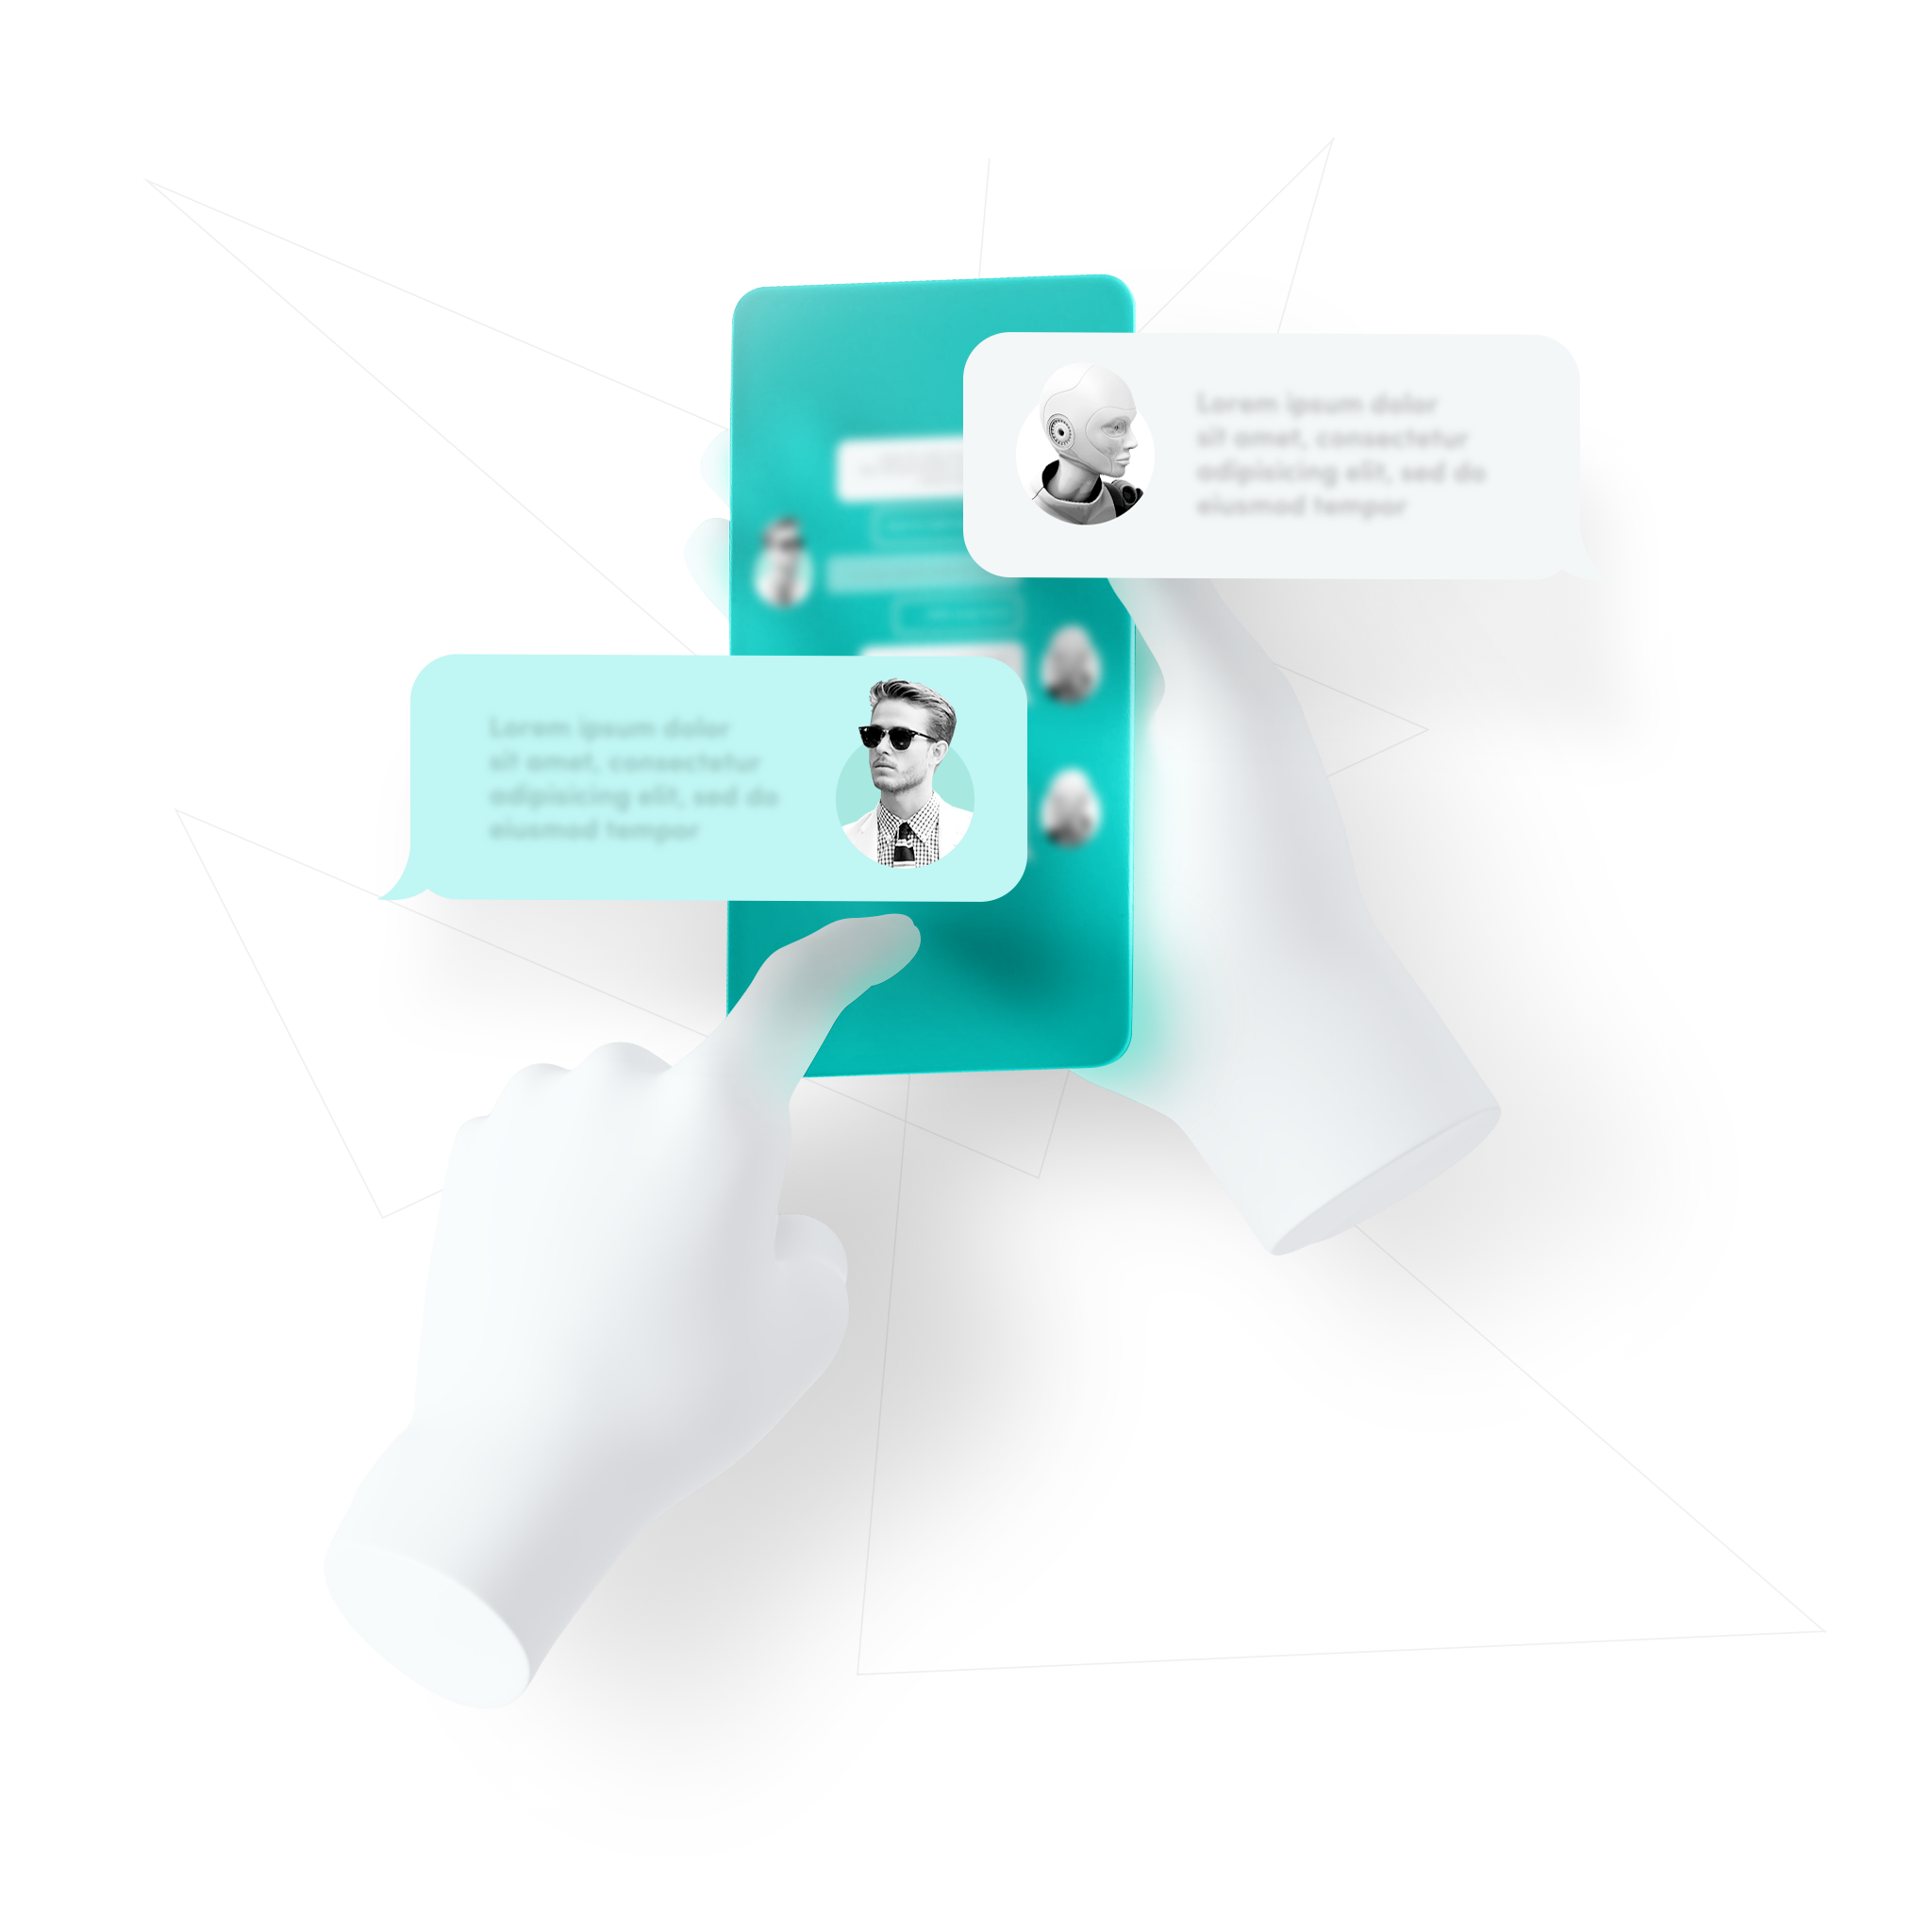 Lorem ipsum dolor
sit amet, consectetur
adipisicing elit, sed do
eiusmod tempor
Lorem ipsum dolor
sit amet, consectetur
adipisicing elit, sed do
eiusmod tempor